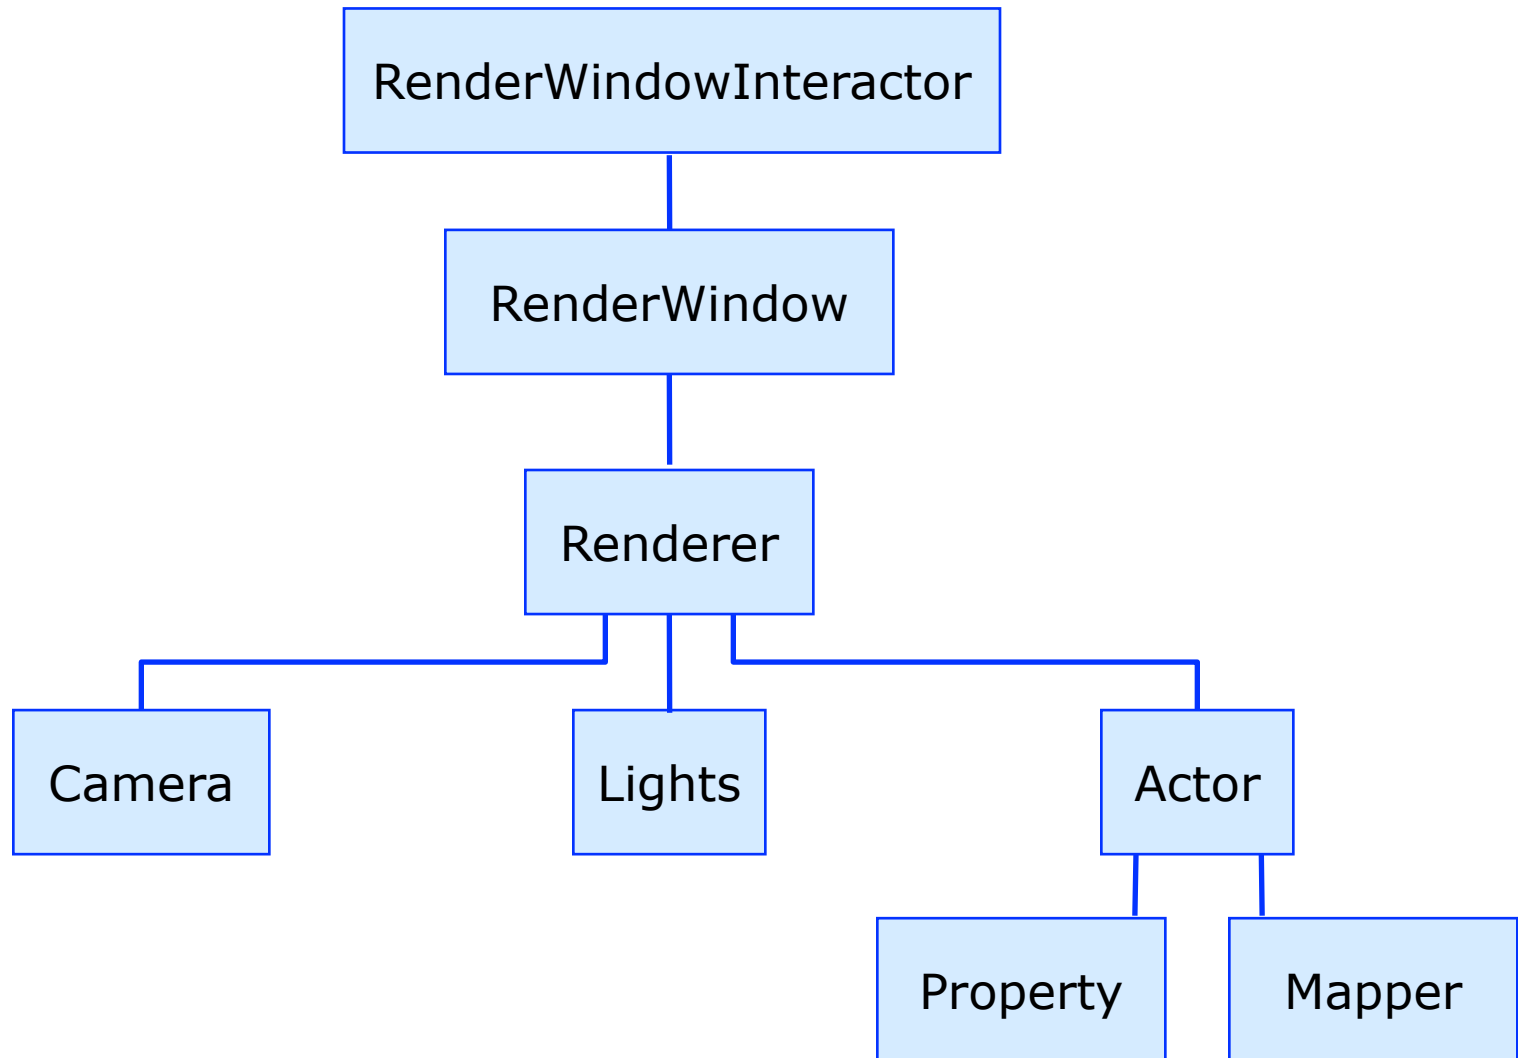 RenderWindowInteractor
RenderWindow
Renderer
Camera
Lights
Actor
Property
Mapper